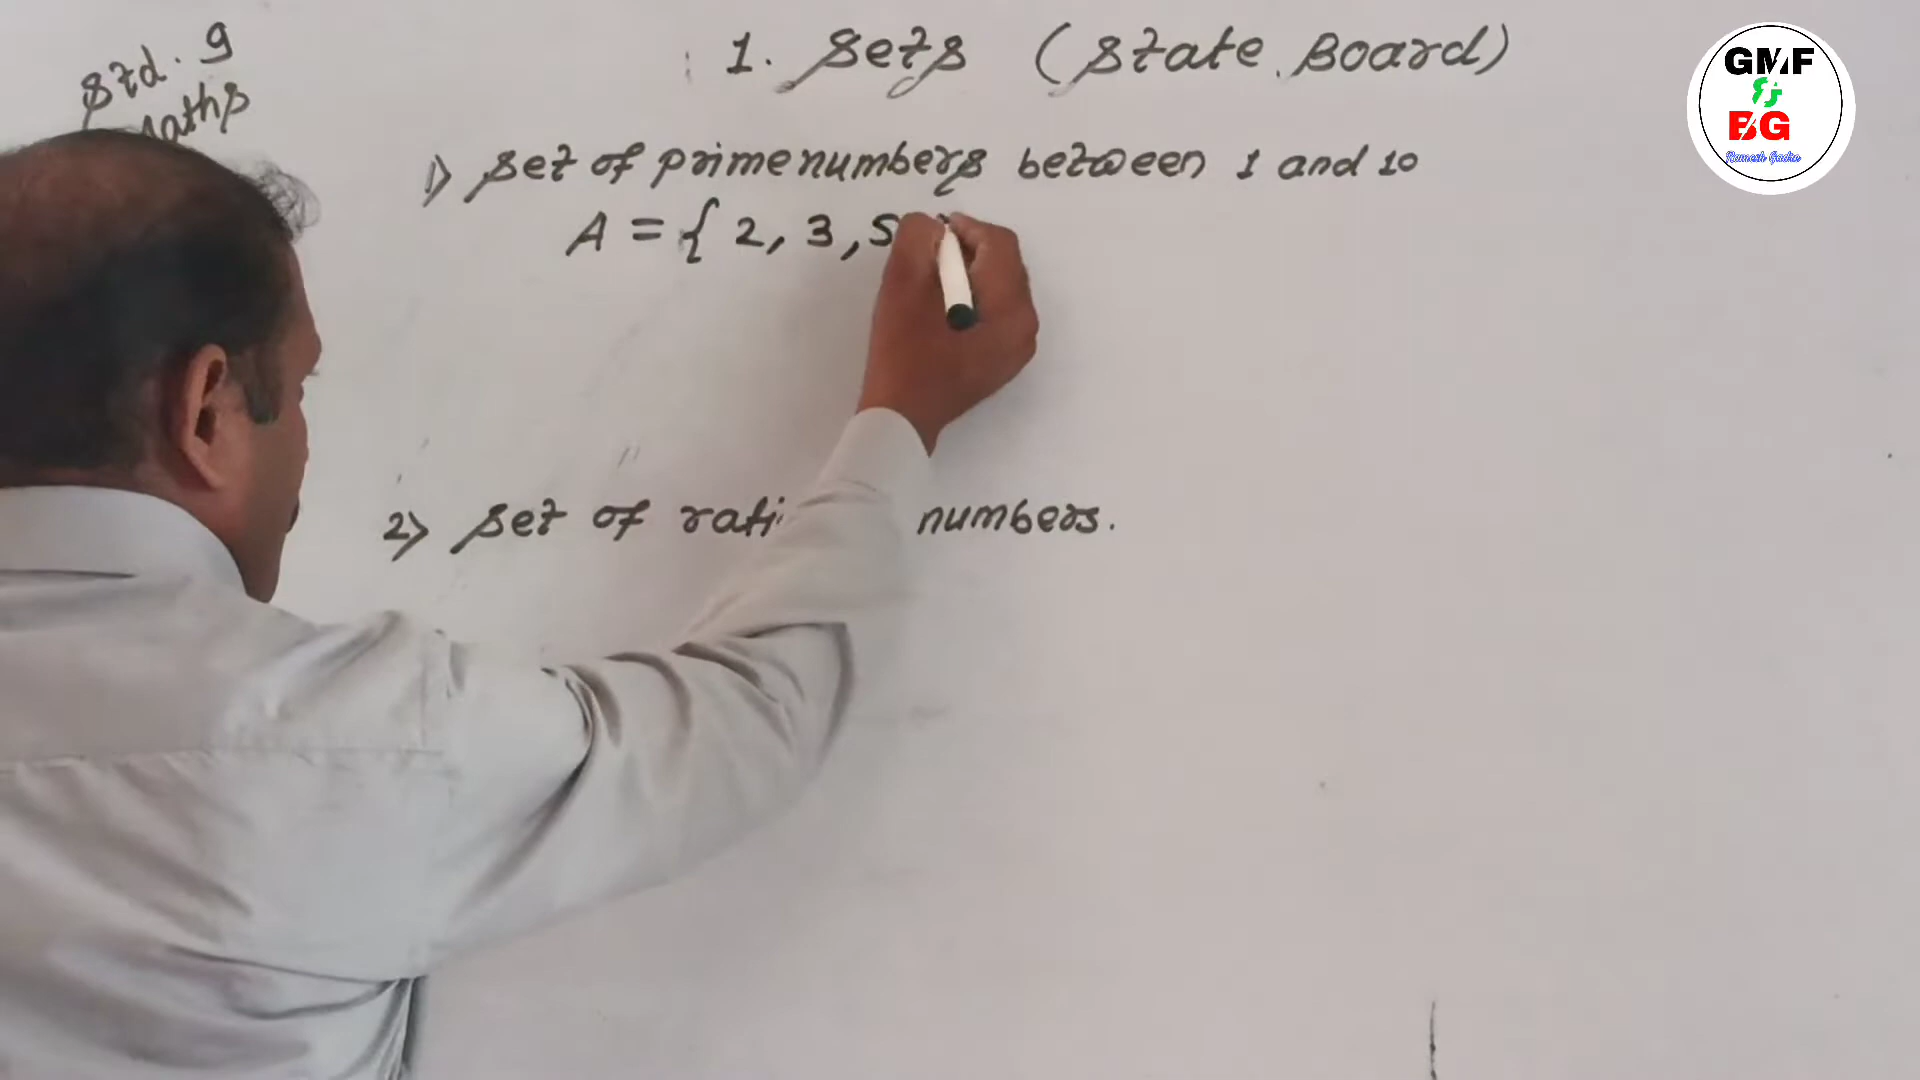 Std. 9
Maths
1. Sets (State Board)
1) Set of prime numbers between 1 and 10
A = { 2, 3, 5
2) Set of rati numbers.
GMF
&
BG